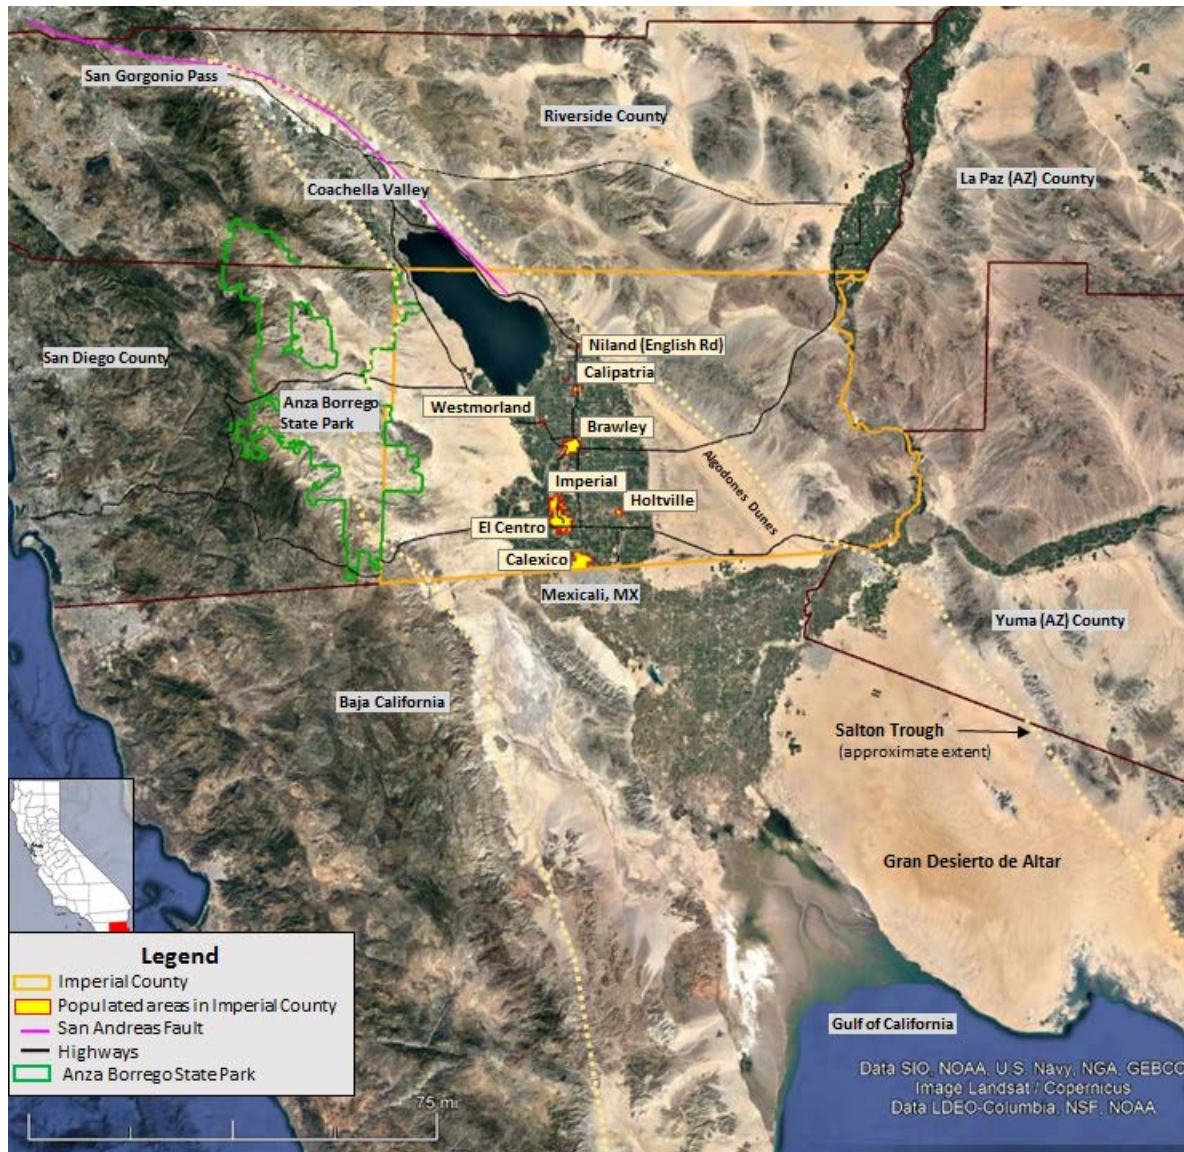 San Gorgonio Pass
Riverside County
La Paz (AZ) County
Coachella Valley
San Diego County
Niland (English Rd)
Calipatria
Anza Borrego
State Park
Westmorland
Brawley
Algodones Dunes
Imperial
Holtville
El Centro
Calexico
Mexicali, MX
Yuma (AZ) County
Baja California
Salton Trough
(approximate extent)
Gran Desierto de Altar
Legend
Imperial County
Populated areas in Imperial County
San Andreas Fault
Highways
Anza Borrego State Park
75 mi
Gulf of California
Data SIO, NOAA, U.S. Navy, NGA, GEBCO
Image Landsat / Copernicus
Data LDEO-Columbia, NSF, NOAA